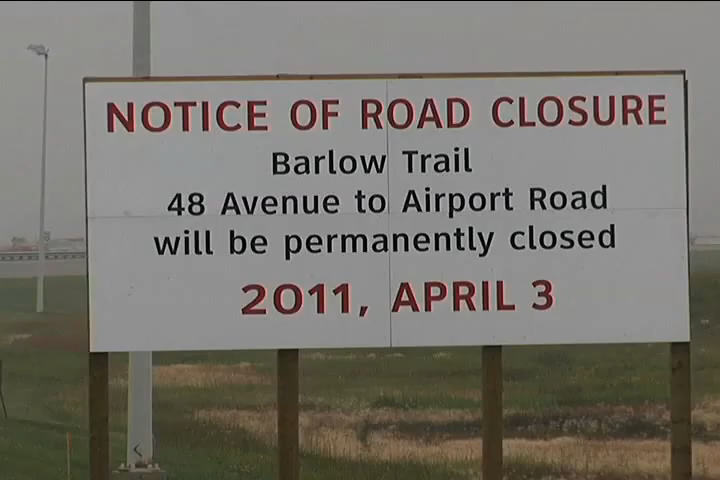 NOTICE OF ROAD CLOSURE
Barlow Trail
48 Avenue to Airport Road
will be permanently closed
2011, APRIL 3